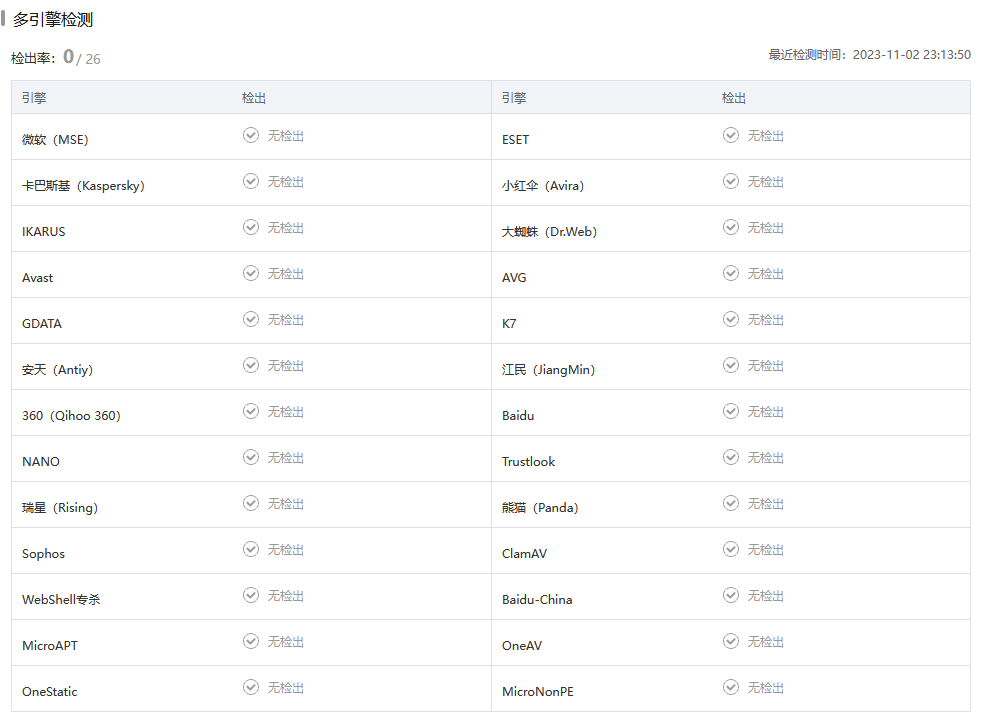 多引擎检测
检出率：0 / 26
最近检测时间：2023-11-02 23:13:50
引擎 检出 引擎 检出
微软（MSE） 无检出 ESET 无检出
卡巴斯基（Kaspersky） 无检出 小红伞（Avira） 无检出
IKARUS 无检出 大蜘蛛（Dr.Web） 无检出
Avast 无检出 AVG 无检出
GDATA 无检出 K7 无检出
安天（Antiy） 无检出 江民（JiangMin） 无检出
360（Qihoo 360） 无检出 Baidu 无检出
NANO 无检出 Trustlook 无检出
瑞星（Rising） 无检出 熊猫（Panda） 无检出
Sophos 无检出 ClamAV 无检出
WebShell专杀 无检出 Baidu-China 无检出
MicroAPT 无检出 OneAV 无检出
OneStatic 无检出 MicroNonPE 无检出